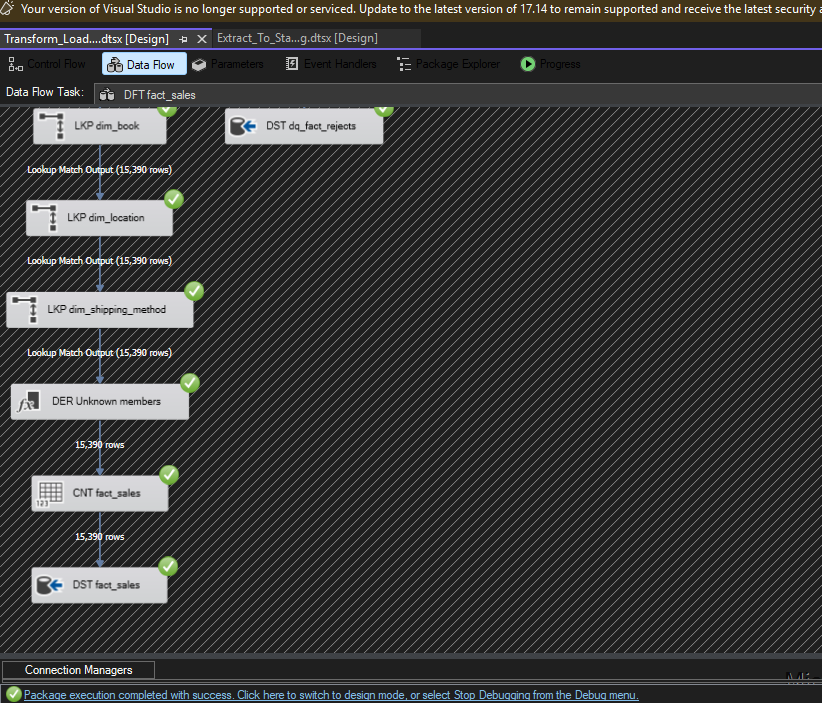 Your version of Visual Studio is no longer supported or serviced. Update to the latest version of 17.14 to remain supported and receive the latest security a
Transform_Load....dtsx [Design] Extract_To_Sta...g.dtsx [Design]
Control Flow Data Flow Parameters Event Handlers Package Explorer Progress
Data Flow Task: DFT fact_sales
LKP dim_book DST dq_fact_rejects
Lookup Match Output (15,390 rows)
LKP dim_location
Lookup Match Output (15,390 rows)
LKP dim_shipping_method
Lookup Match Output (15,390 rows)
DER Unknown members
15,390 rows
CNT fact_sales
15,390 rows
DST fact_sales
Connection Managers
Package execution completed with success. Click here to switch to design mode, or select Stop Debugging from the Debug menu.